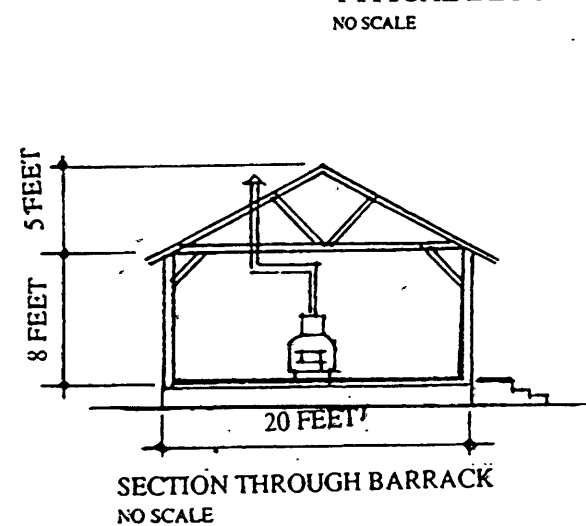 NO SCALE
5 FEET
8 FEET
20 FEET
SECTION THROUGH BARRACK
NO SCALE